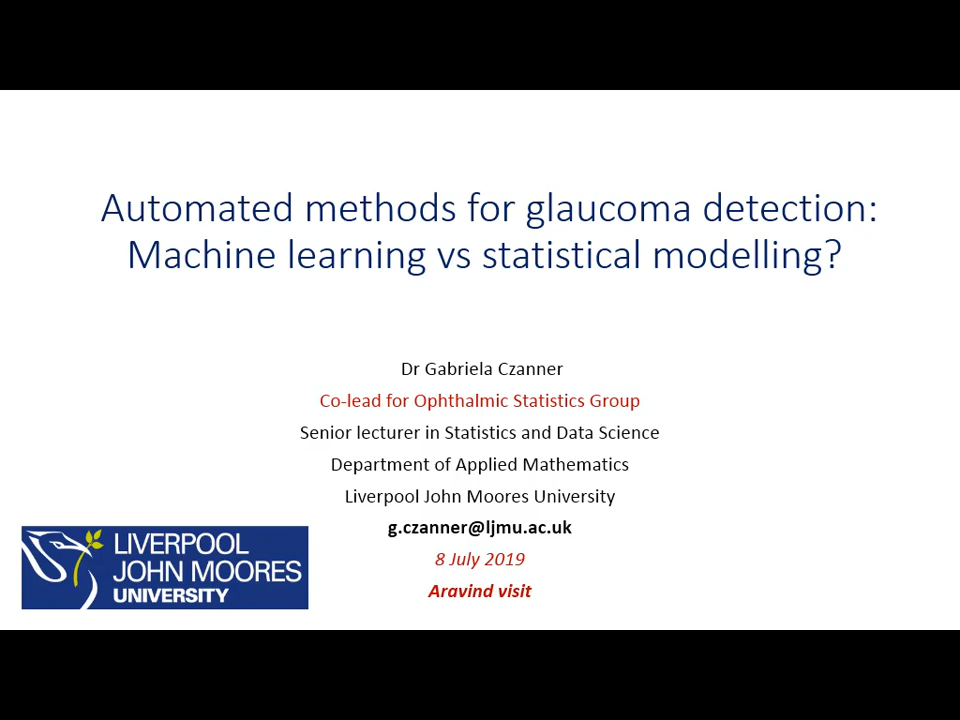 Automated methods for glaucoma detection:
Machine learning vs statistical modelling?
Dr Gabriela Czanner
Co-lead for Ophthalmic Statistics Group
Senior lecturer in Statistics and Data Science
Department of Applied Mathematics
Liverpool John Moores University
g.czanner@ljmu.ac.uk
8 July 2019
Aravind visit
LIVERPOOL
JOHN MOORES
UNIVERSITY